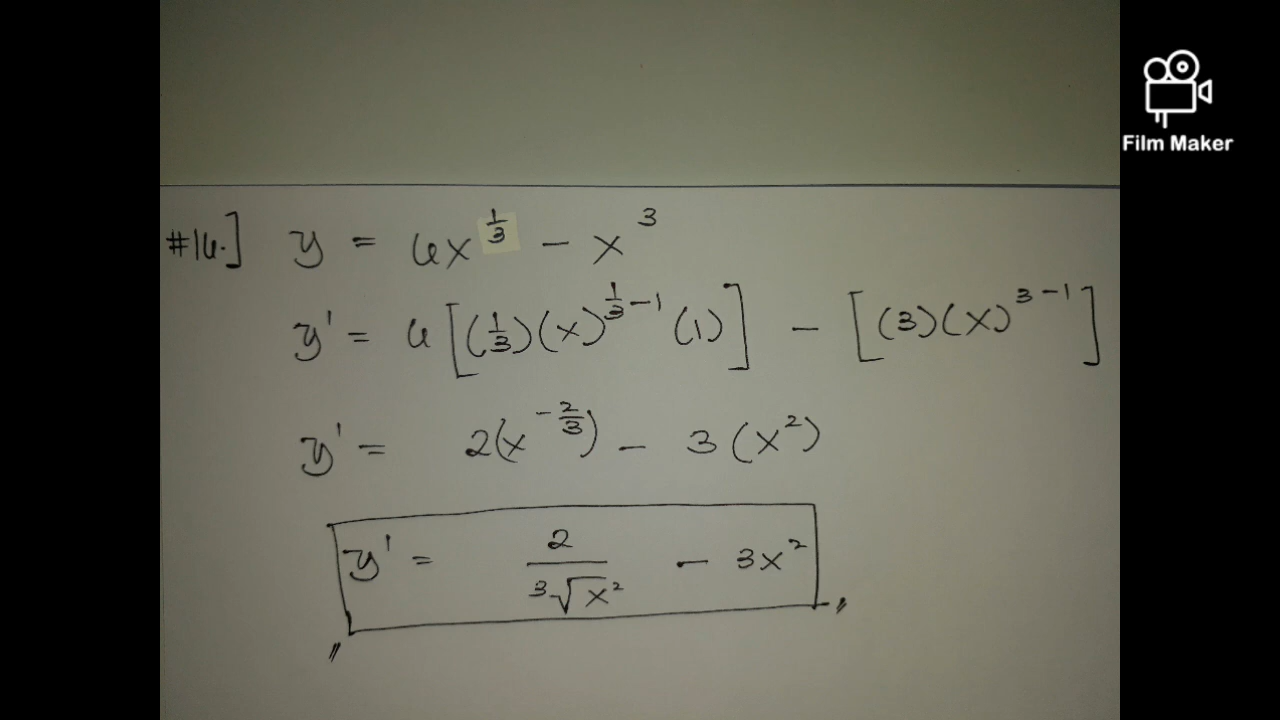 Film Maker
#16.] y = 6x^{1/3} - x^3
y' = 6[(1/3)(x)^{1/3 - 1}(1)] - [(3)(x)^{3-1}]
y' = 2(x^{-2/3}) - 3(x^2)
y' = 2/∛x² - 3x²